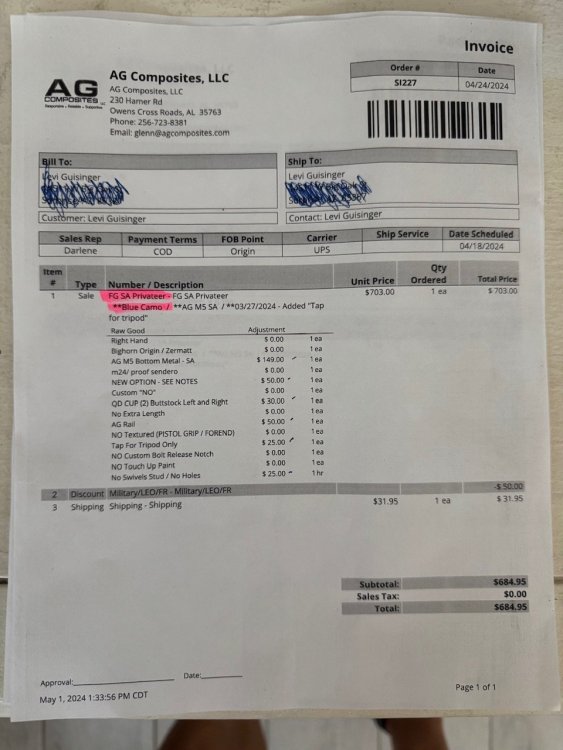 Invoice
AG
COMPOSITES LLC
Responsive • Reliable • Supportive
AG Composites, LLC
AG Composites, LLC
230 Hamer Rd
Owens Cross Roads, AL 35763
Phone: 256-723-8381
Email: glenn@agcomposites.com
Order # Date
SI227 04/24/2024
Bill To:
Levi Guisinger
Customer: Levi Guisinger
Ship To:
Levi Guisinger
Contact: Levi Guisinger
Sales Rep Payment Terms FOB Point Carrier Ship Service Date Scheduled
Darlene COD Origin UPS 04/18/2024
Item # Type Number / Description Unit Price Qty Ordered Total Price
1 Sale FG SA Privateer - FG SA Privateer $703.00 1 ea $703.00
**Blue Camo / **AG M5 SA / **03/27/2024 - Added "Tap
for tripod"
Raw Good Adjustment
Right Hand $ 0.00 1 ea
Bighorn Origin / Zermatt $ 0.00 1 ea
AG M5 Bottom Metal - SA $ 149.00 1 ea
m24/ proof sendero $ 0.00 1 ea
NEW OPTION - SEE NOTES $ 50.00 1 ea
Custom "NO" $ 0.00 1 ea
QD CUP (2) Buttstock Left and Right $ 30.00 1 ea
No Extra Length $ 0.00 1 ea
AG Rail $ 50.00 1 ea
NO Textured (PISTOL GRIP / FOREND) $ 0.00 1 ea
Tap For Tripod Only $ 25.00 1 ea
NO Custom Bolt Release Notch $ 0.00 1 ea
NO Touch Up Paint $ 0.00 1 ea
No Swivels Stud / No Holes $ 25.00 1 hr
2 Discount Military/LEO/FR - Military/LEO/FR -$ 50.00
3 Shipping Shipping - Shipping $31.95 1 ea $ 31.95
Subtotal: $684.95
Sales Tax: $0.00
Total: $684.95
Approval: Date:
May 1, 2024 1:33:56 PM CDT
Page 1 of 1